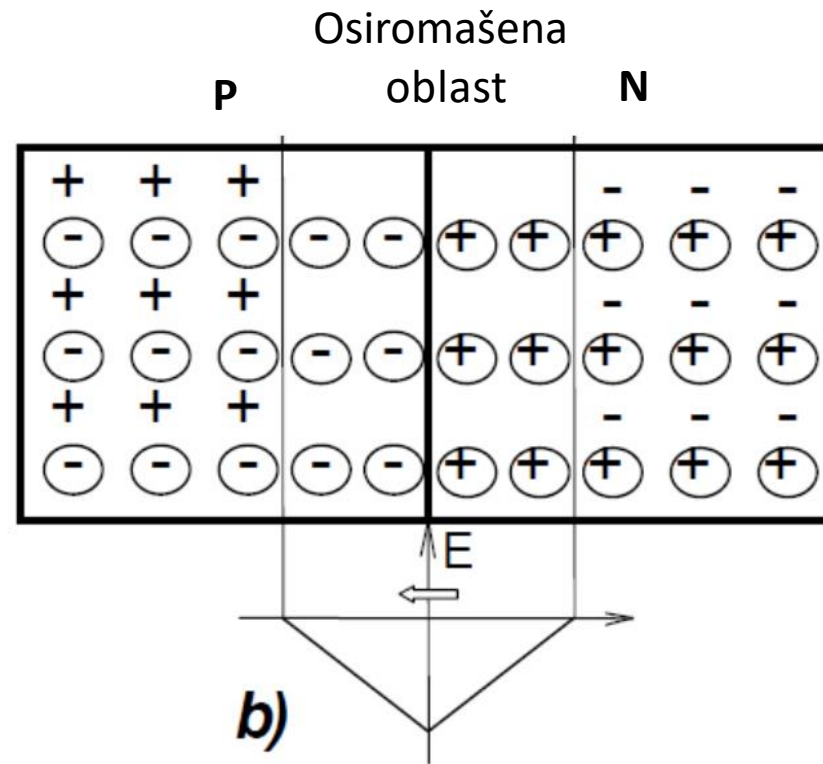 Osiromašena
oblast
P N
+ + + - - -
- - - - - + + + + +
+ + + - - -
- - - - - + + + + +
+ + + - - -
- - - - - + + + + +
E
b)